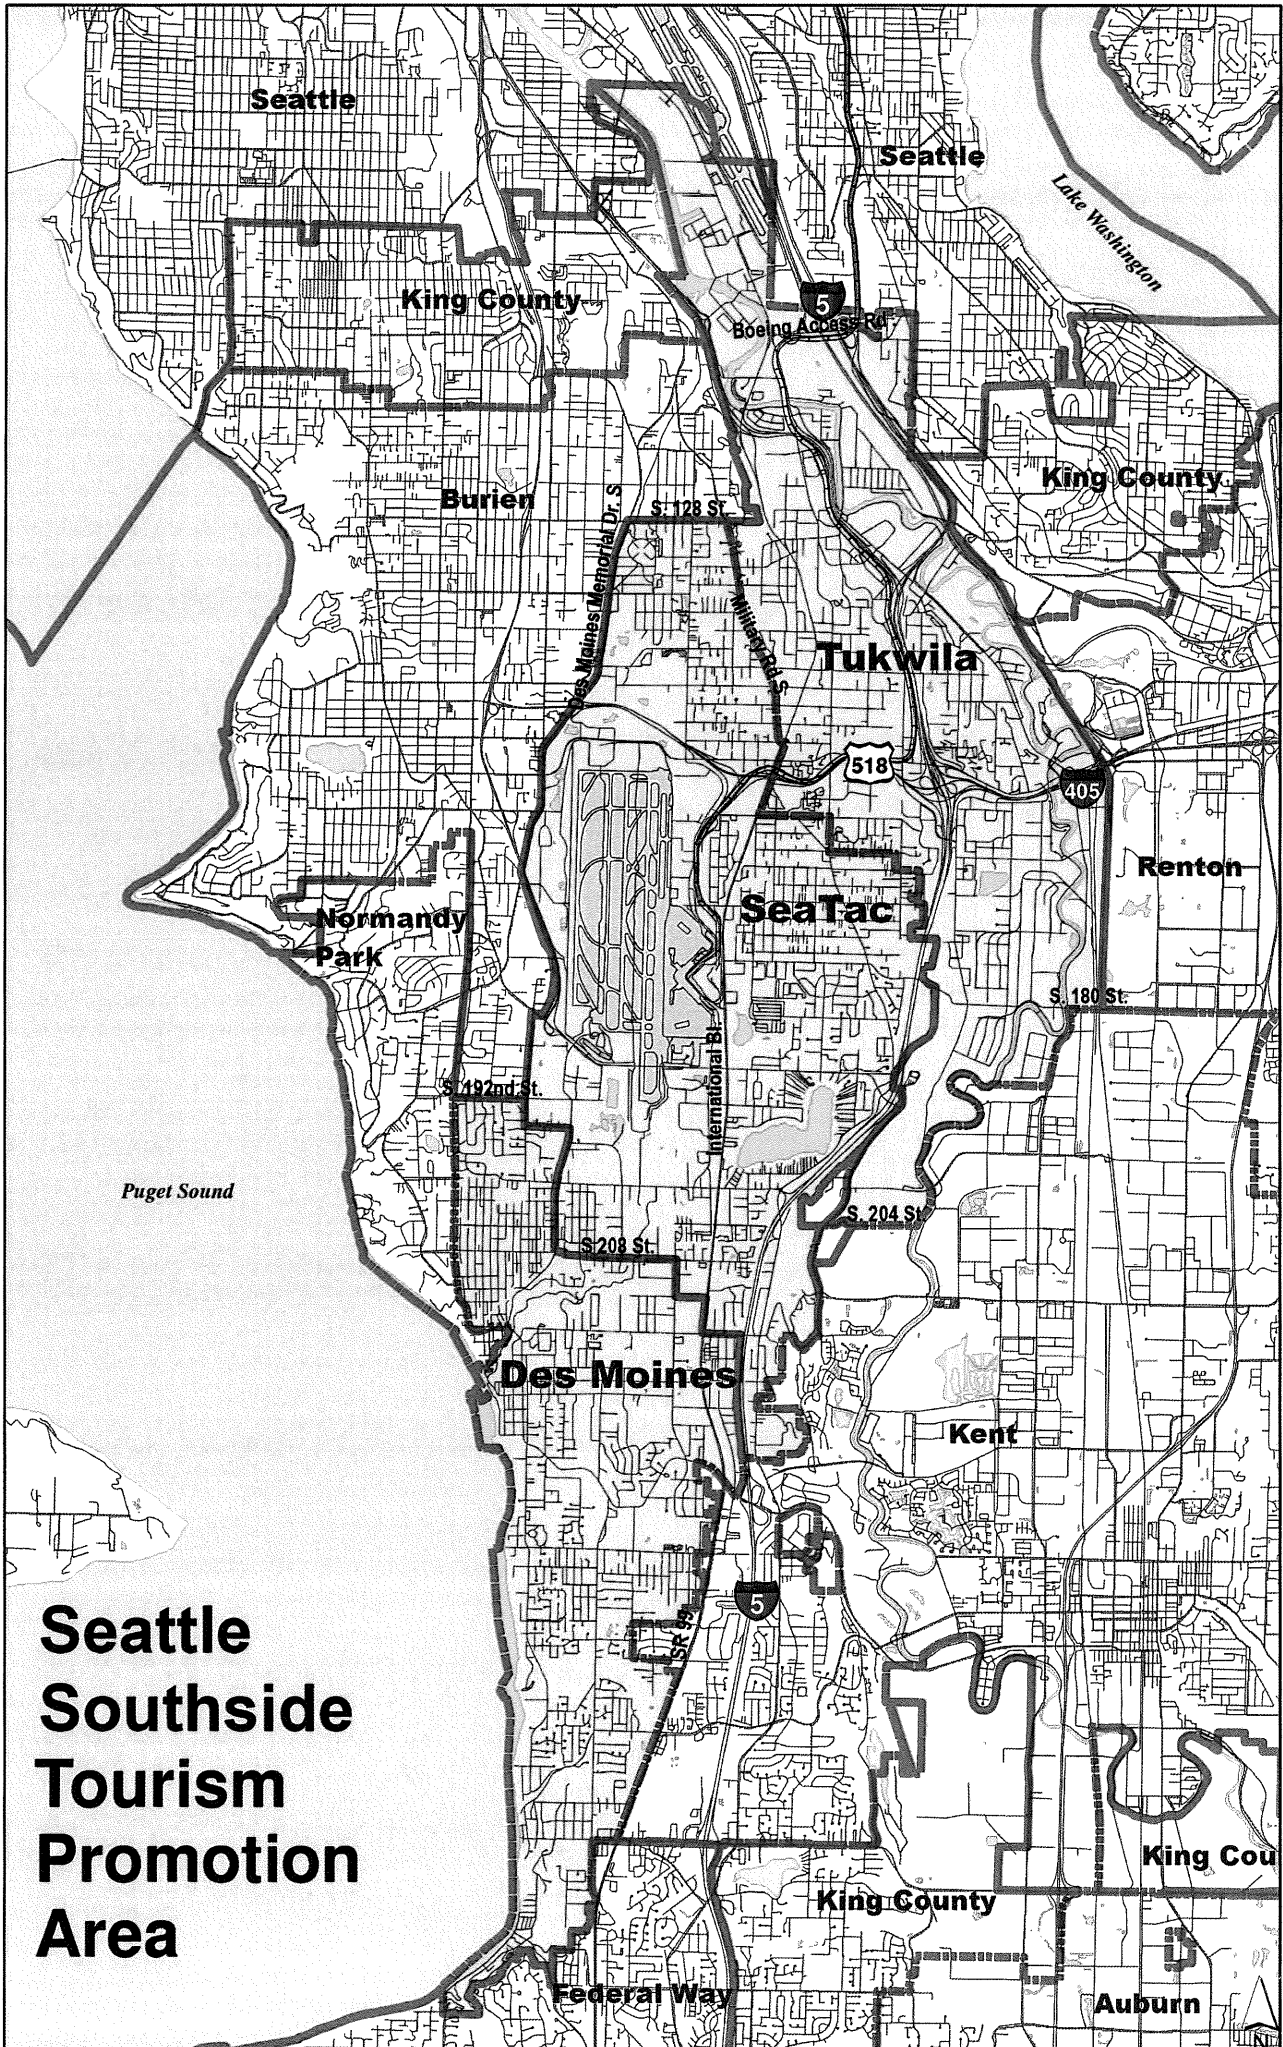 Seattle
Seattle
Lake Washington
King County
5
Boeing Access Rd
King County
Burien
S. 128 St.
Des Moines Memorial Dr. S
Military Rd S
Tukwila
518
405
Renton
SeaTac
Normandy
Park
S. 180 St.
S. 192nd St.
International Bl.
Puget Sound
S. 204 St
S 208 St.
Des Moines
Kent
5
SR 99
Seattle
Southside
Tourism
Promotion
Area
King Cou
King County
Federal Way
Auburn
N